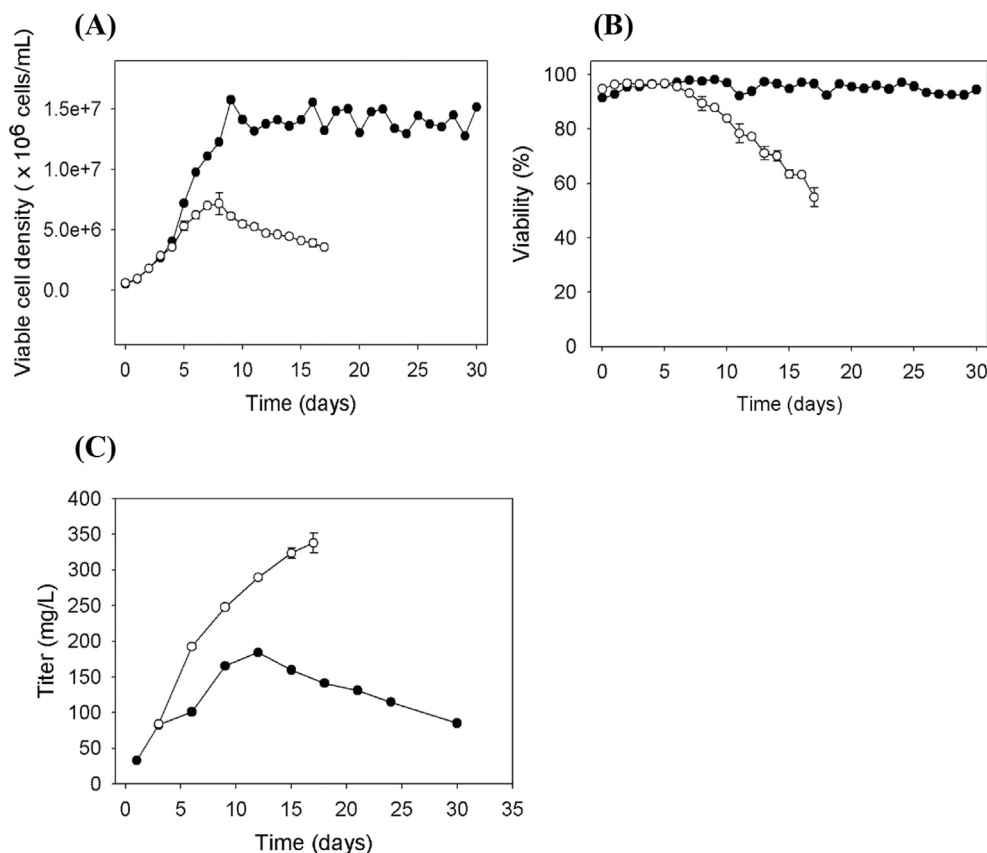 (A)
Viable cell density ( x 10⁶ cells/mL)
1.5e+7
1.0e+7
5.0e+6
0.0
0 5 10 15 20 25 30
Time (days)
(B)
Viability (%)
100
80
60
40
20
0
0 5 10 15 20 25 30
Time (days)
(C)
Titer (mg/L)
400
350
300
250
200
150
100
50
0
0 5 10 15 20 25 30 35
Time (days)